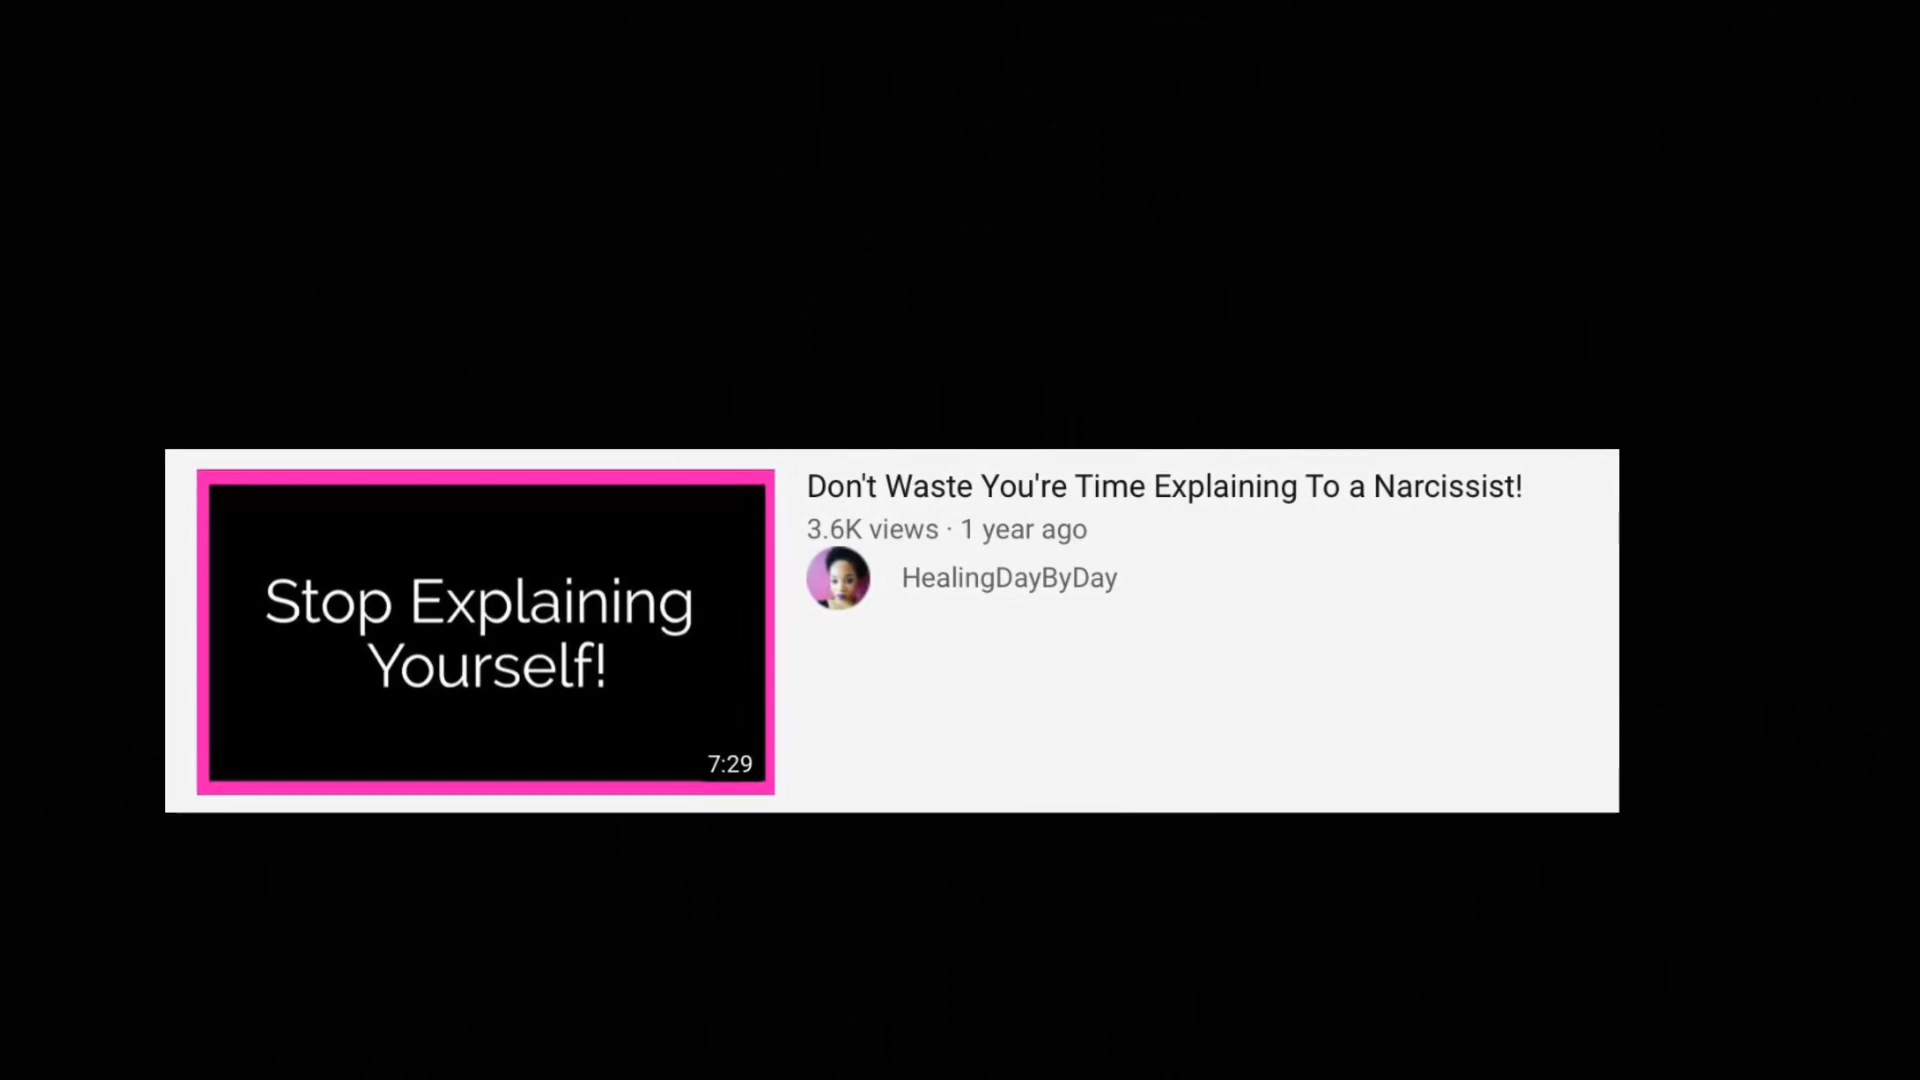 Don't Waste You're Time Explaining To a Narcissist!
3.6K views · 1 year ago
HealingDayByDay
Stop Explaining
Yourself!
7:29